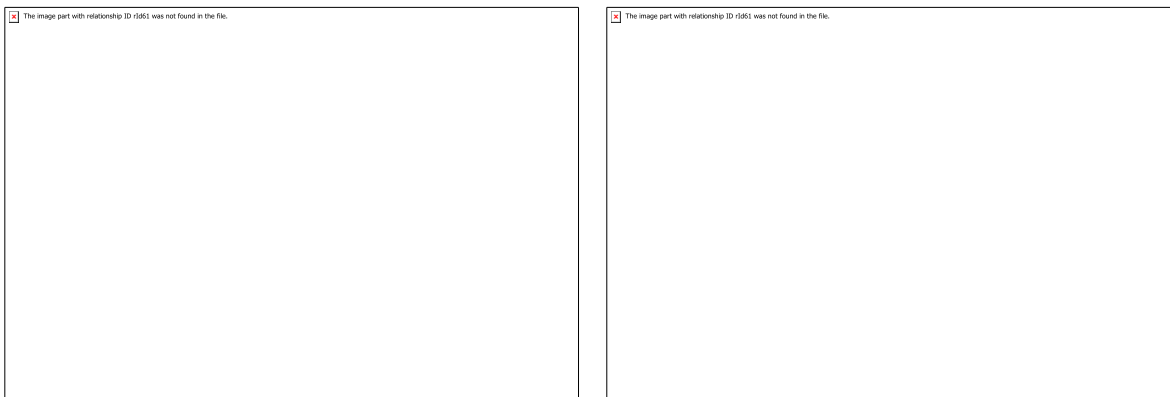 The image part with relationship ID rId61 was not found in the file.
The image part with relationship ID rId61 was not found in the file.